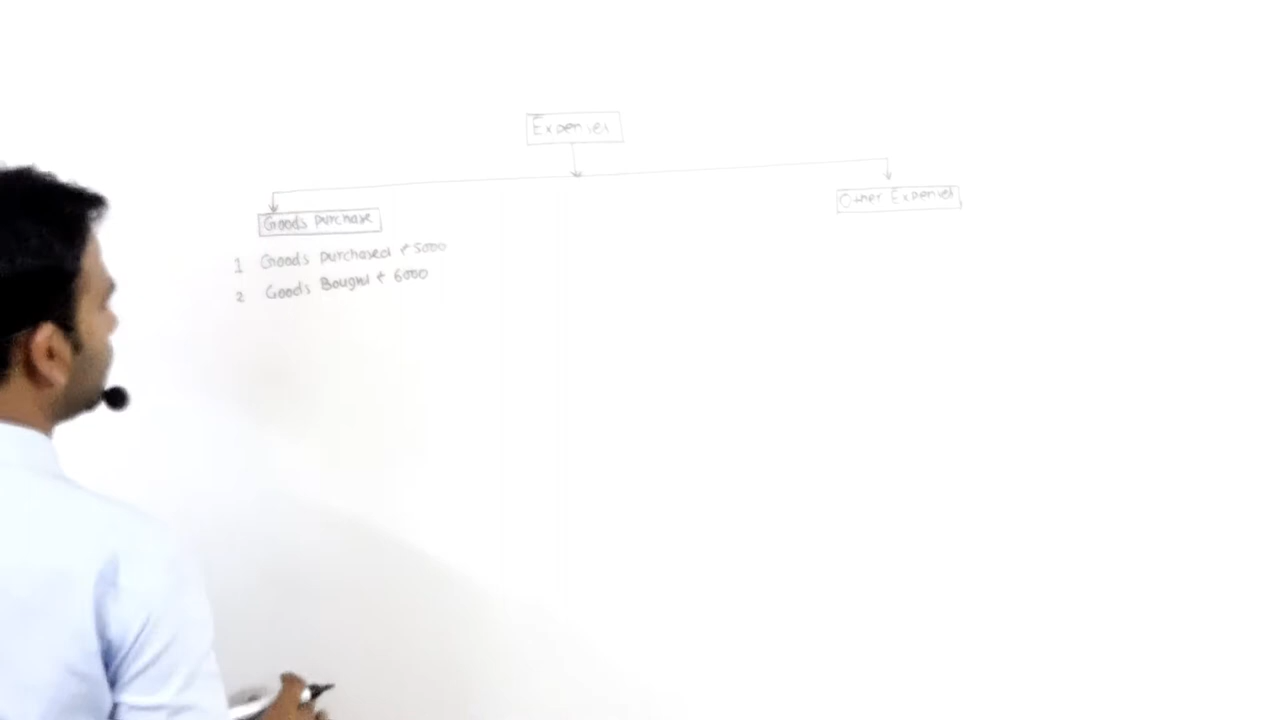 Expenses
Goods Purchase
Other Expenses
1 Goods purchased ₹ 5000
2 Goods Bought ₹ 6000